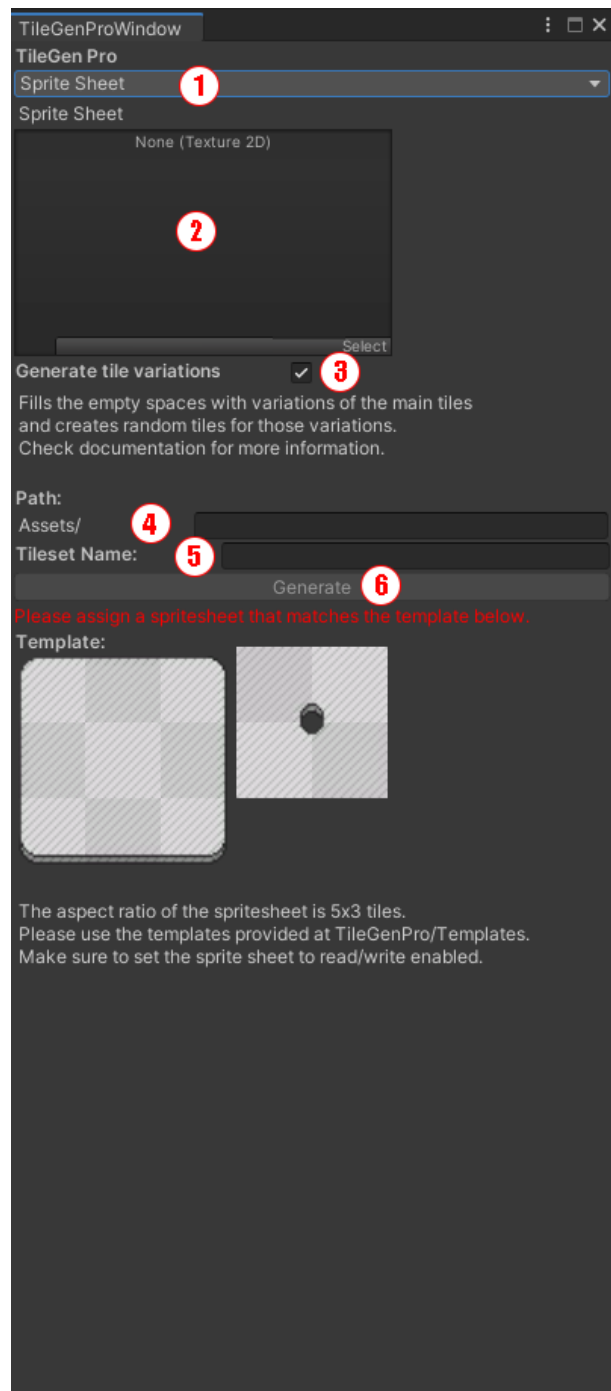 TileGenProWindow
TileGen Pro
Sprite Sheet 1
Sprite Sheet
None (Texture 2D)
2
Select
Generate tile variations 3
Fills the empty spaces with variations of the main tiles
and creates random tiles for those variations.
Check documentation for more information.
Path:
Assets/ 4
Tileset Name: 5
Generate 6
Please assign a spritesheet that matches the template below.
Template:
The aspect ratio of the spritesheet is 5x3 tiles.
Please use the templates provided at TileGenPro/Templates.
Make sure to set the sprite sheet to read/write enabled.